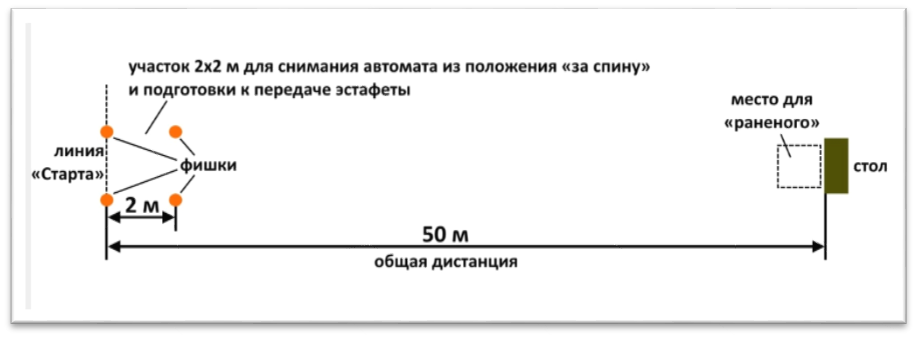 участок 2х2 м для снимания автомата из положения «за спину»
и подготовки к передаче эстафеты
место для
«раненого»
линия
«Старта»
фишки
стол
2 м
50 м
общая дистанция